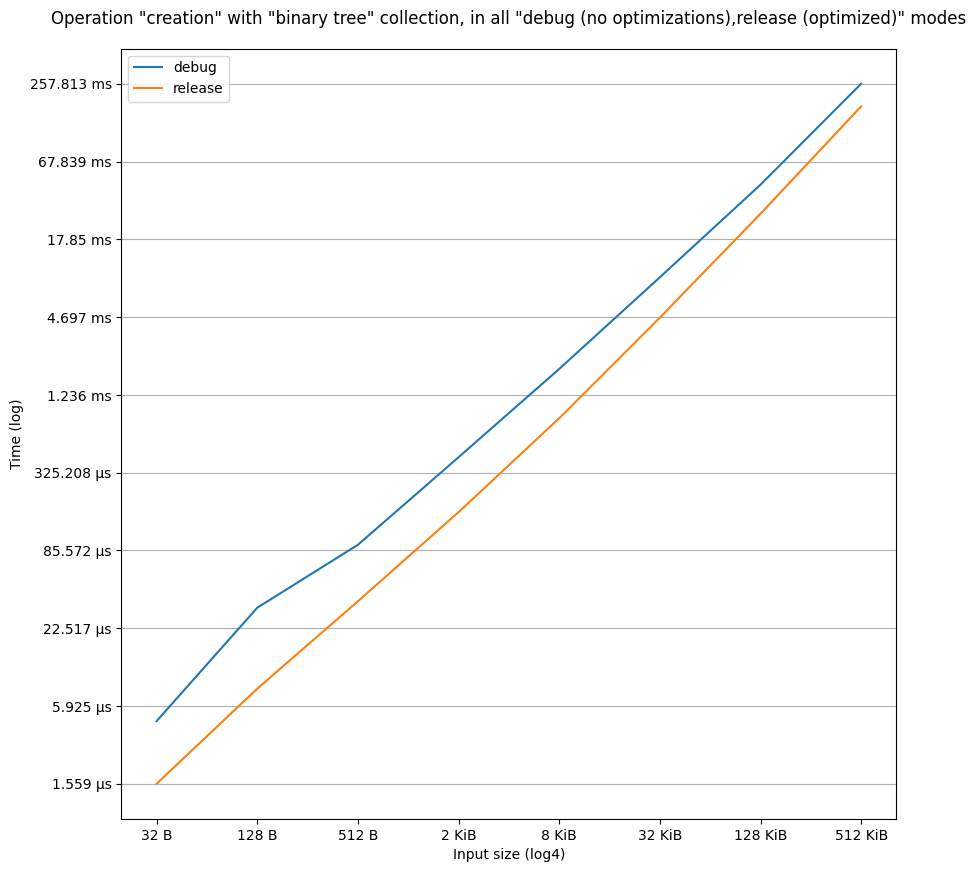 Operation "creation" with "binary tree" collection, in all "debug (no optimizations),release (optimized)" modes
debug
release
257.813 ms
67.839 ms
17.85 ms
4.697 ms
1.236 ms
325.208 µs
85.572 µs
22.517 µs
5.925 µs
1.559 µs
Time (log)
32 B
128 B
512 B
2 KiB
8 KiB
32 KiB
128 KiB
512 KiB
Input size (log4)